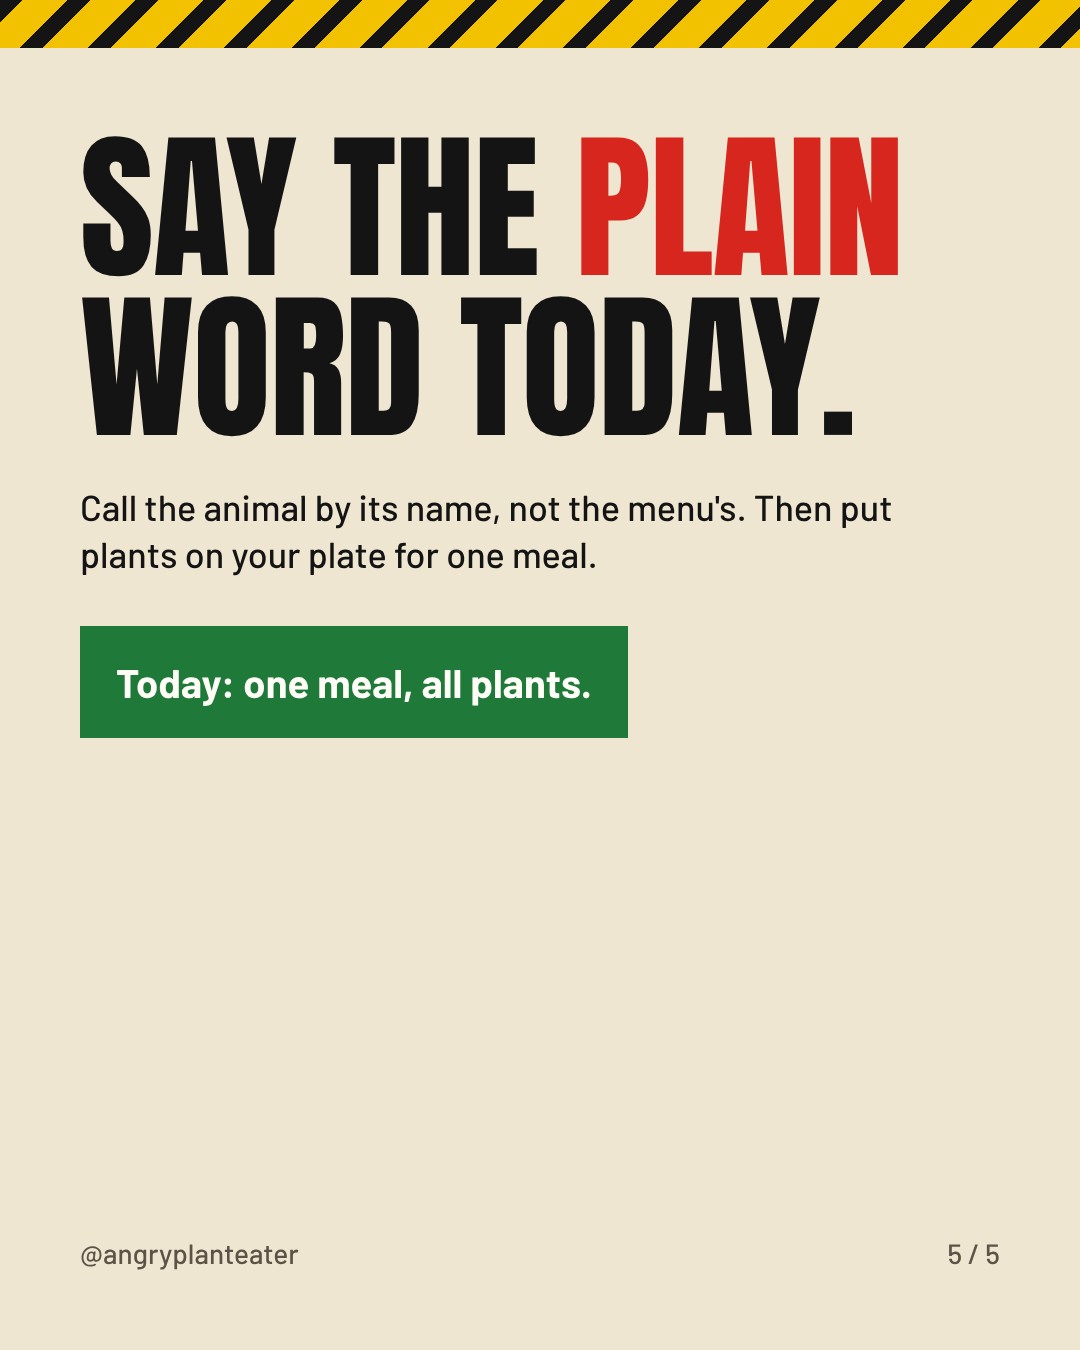 SAY THE PLAIN
WORD TODAY.
Call the animal by its name, not the menu's. Then put
plants on your plate for one meal.
Today: one meal, all plants.
@angryplanteater
5 / 5